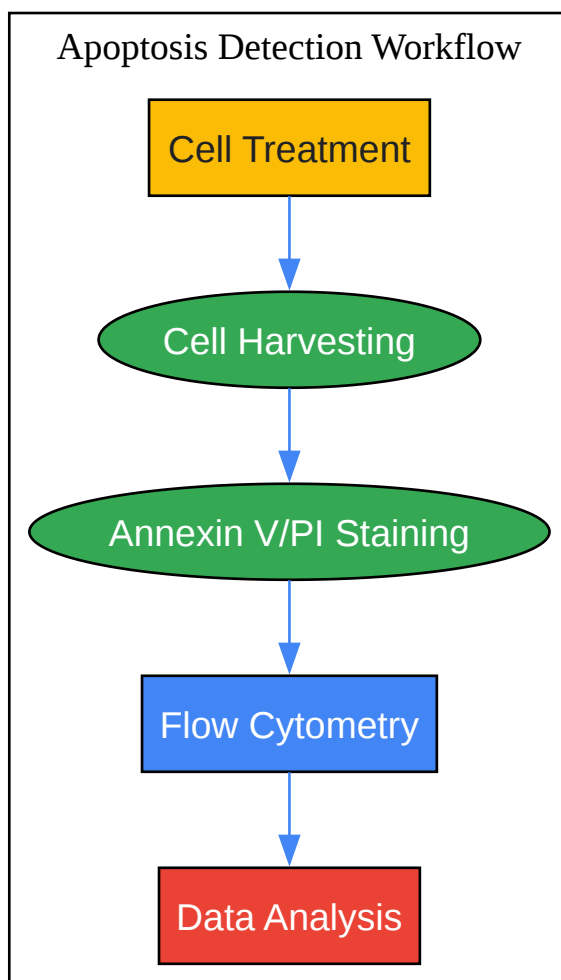 Apoptosis Detection Workflow
Cell Treatment
Cell Harvesting
Annexin V/PI Staining
Flow Cytometry
Data Analysis